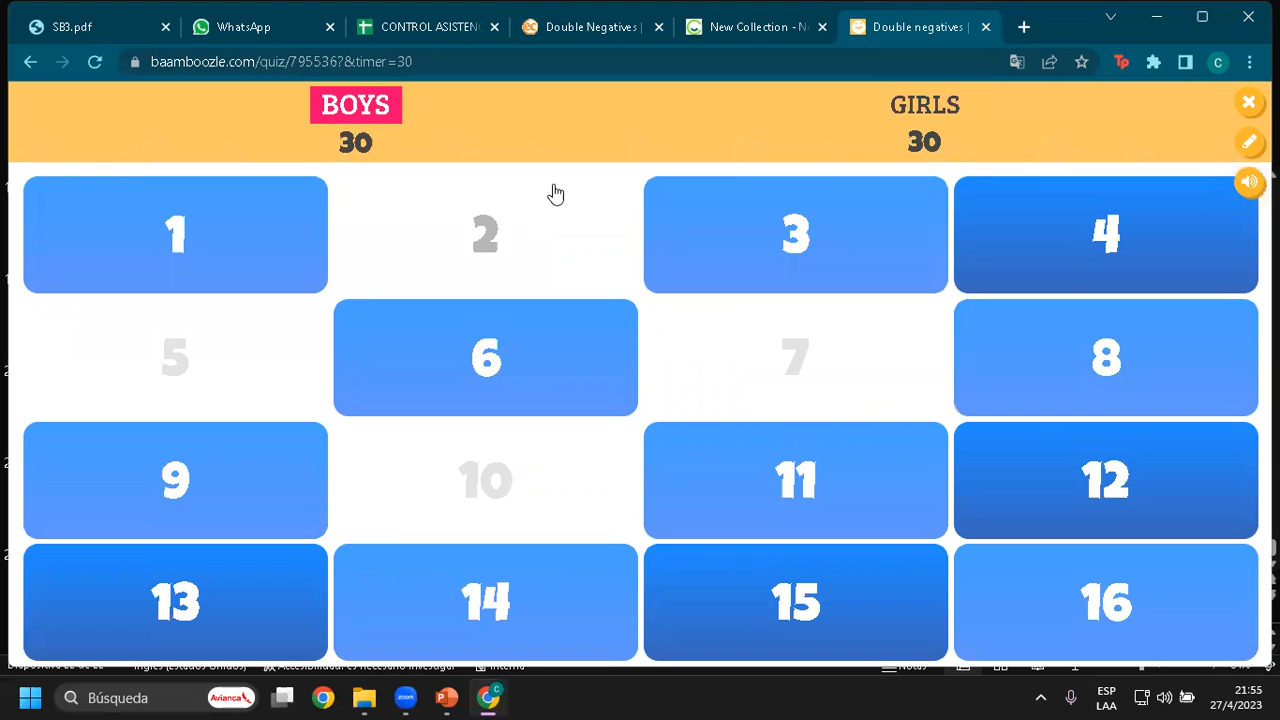 SB3.pdf
WhatsApp
CONTROL ASISTEN
Double Negatives |
New Collection - N
Double negatives |
baamboozle.com/quiz/795536?&timer=30
Tp
C
BOYS
GIRLS
30
30
1
2
3
4
5
6
7
8
9
10
11
12
13
14
15
16
Búsqueda
Avianca
zoom
P
C
ESP
LAA
21:55
27/4/2023